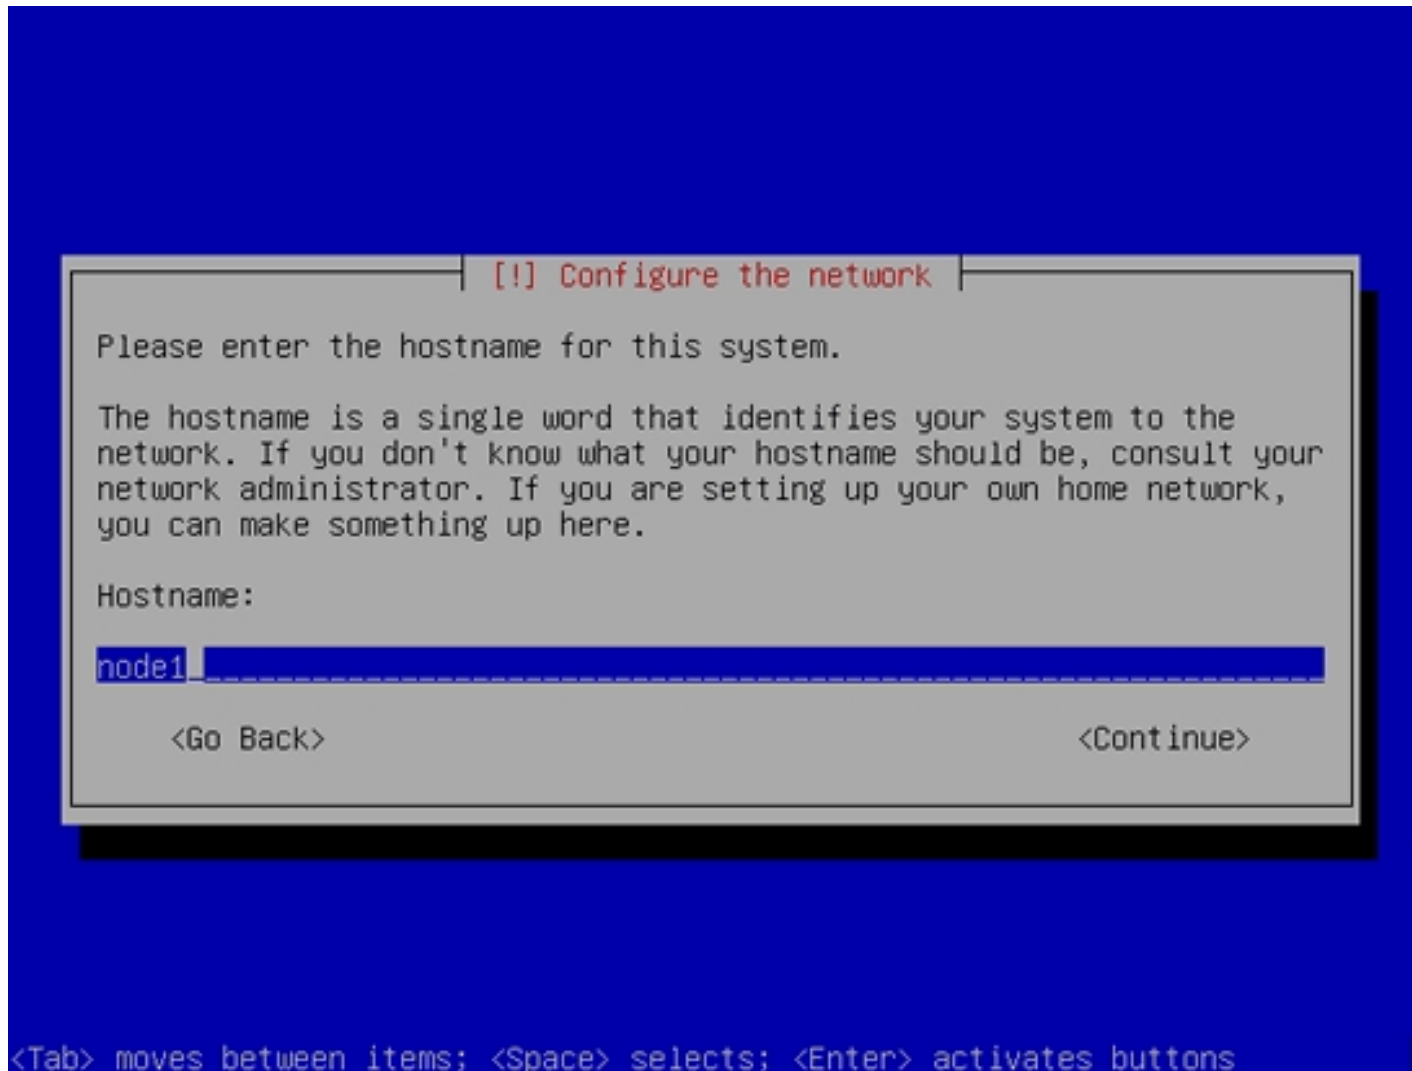 [!] Configure the network
Please enter the hostname for this system.
The hostname is a single word that identifies your system to the
network. If you don't know what your hostname should be, consult your
network administrator. If you are setting up your own home network,
you can make something up here.
Hostname:
node1
<Go Back> <Continue>
<Tab> moves between items; <Space> selects; <Enter> activates buttons